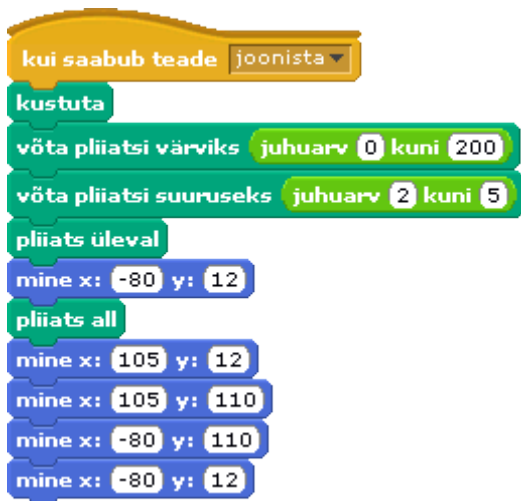 kui saabub teade joonista
kustuta
võta pliiatsi värviks juhuarv 0 kuni 200
võta pliiatsi suuruseks juhuarv 2 kuni 5
pliiats üleval
mine x: -80 y: 12
pliiats all
mine x: 105 y: 12
mine x: 105 y: 110
mine x: -80 y: 110
mine x: -80 y: 12